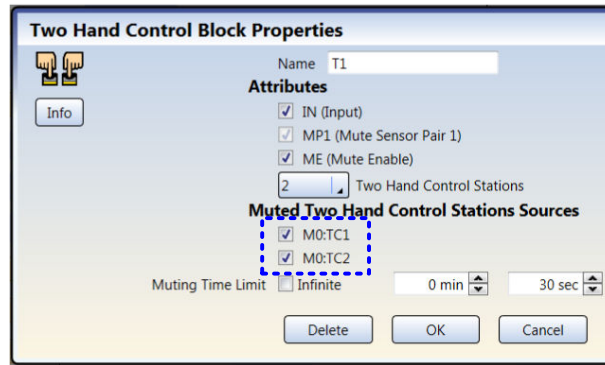 Two Hand Control Block Properties
Name T1
Attributes
Info
IN (Input)
MP1 (Mute Sensor Pair 1)
ME (Mute Enable)
2 Two Hand Control Stations
Muted Two Hand Control Stations Sources
M0:TC1
M0:TC2
Muting Time Limit Infinite 0 min 30 sec
Delete OK Cancel